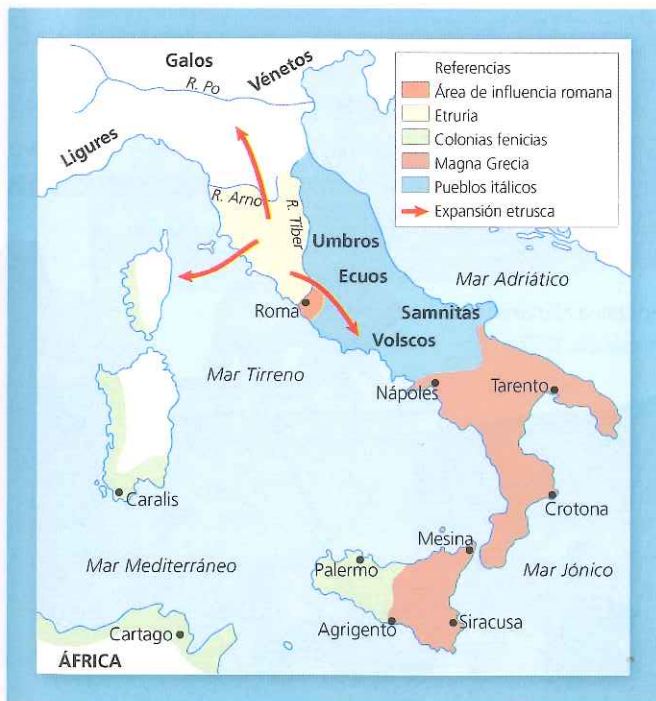 Galos
Vénetos
R. Po
Ligures
R. Arno
R. Tíber
Umbros
Ecuos
Samnitas
Volscos
Roma
Mar Adriático
Mar Tirreno
Nápoles
Tarento
Caralis
Crotona
Mesina
Mar Mediterráneo
Palermo
Mar Jónico
Agrigento
Siracusa
Cartago
ÁFRICA
Referencias
Área de influencia romana
Etruria
Colonias fenicias
Magna Grecia
Pueblos itálicos
Expansión etrusca